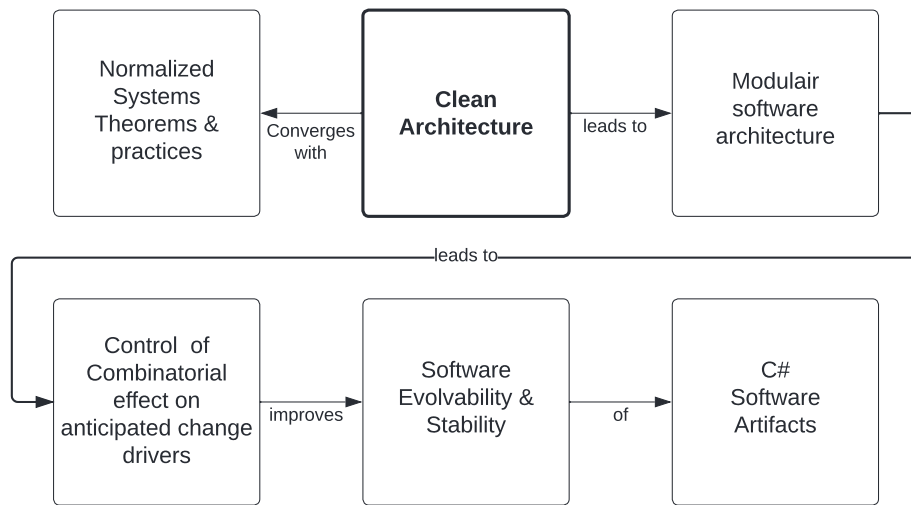 Normalized
Systems
Theorems &
practices
Converges
with
Clean
Architecture
leads to
Modulair
software
architecture
leads to
Control of
Combinatorial
effect on
anticipated change
drivers
improves
Software
Evolvability &
Stability
of
C#
Software
Artifacts